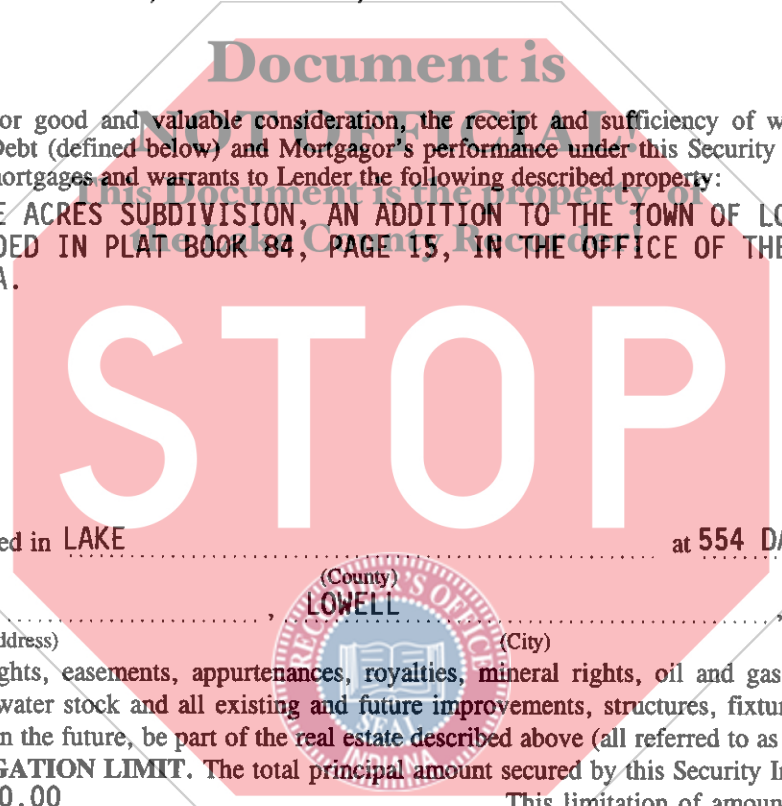 Document is
NOT OFFICIAL!
or good and valuable consideration, the receipt and sufficiency of w
Debt (defined below) and Mortgagor's performance under this Security
ortgages and warrants to Lender the following described property:
This Document is the property of
E ACRES SUBDIVISION, AN ADDITION TO THE TOWN OF LO
DED IN PLAT BOOK 84, PAGE 15, IN THE OFFICE OF THE
the Lake County Recorder!
A.
STOP
ed in LAKE at 554 DA
(County)
, LOWELL ,
ddress) (City)
ghts, easements, appurtenances, royalties, mineral rights, oil and gas
water stock and all existing and future improvements, structures, fixtu
n the future, be part of the real estate described above (all referred to as
GATION LIMIT. The total principal amount secured by this Security In
0.00 This limitation of amoun
RECORDER'S OFFICE
SEAL
INDIANA